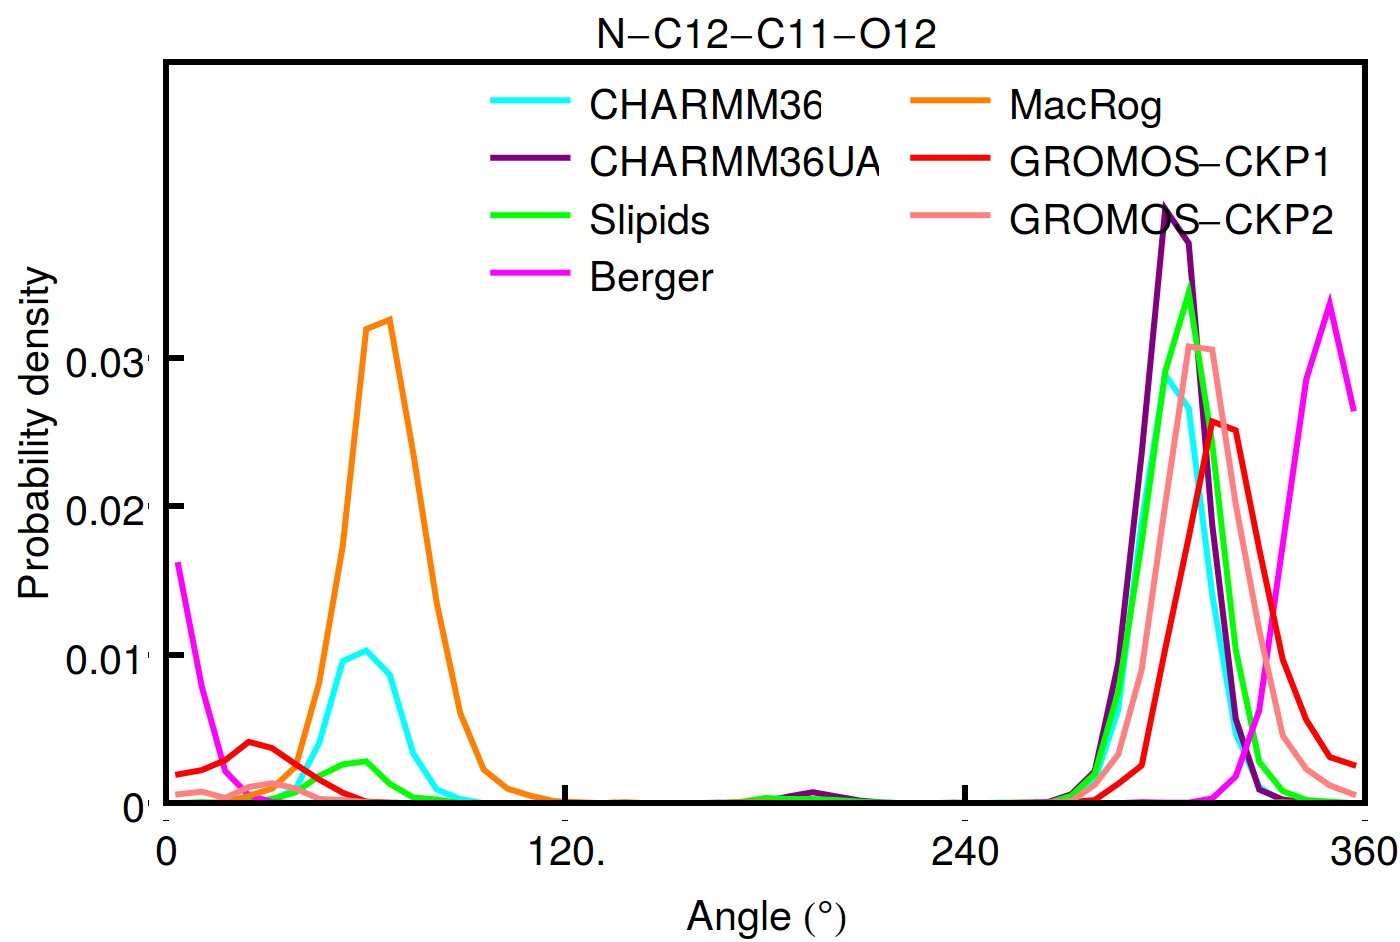 N−C12−C11−O12
CHARMM36
CHARMM36UA
Slipids
Berger
MacRog
GROMOS−CKP1
GROMOS−CKP2
Probability density
0.03
0.02
0.01
0
0 120. 240 360
Angle (°)